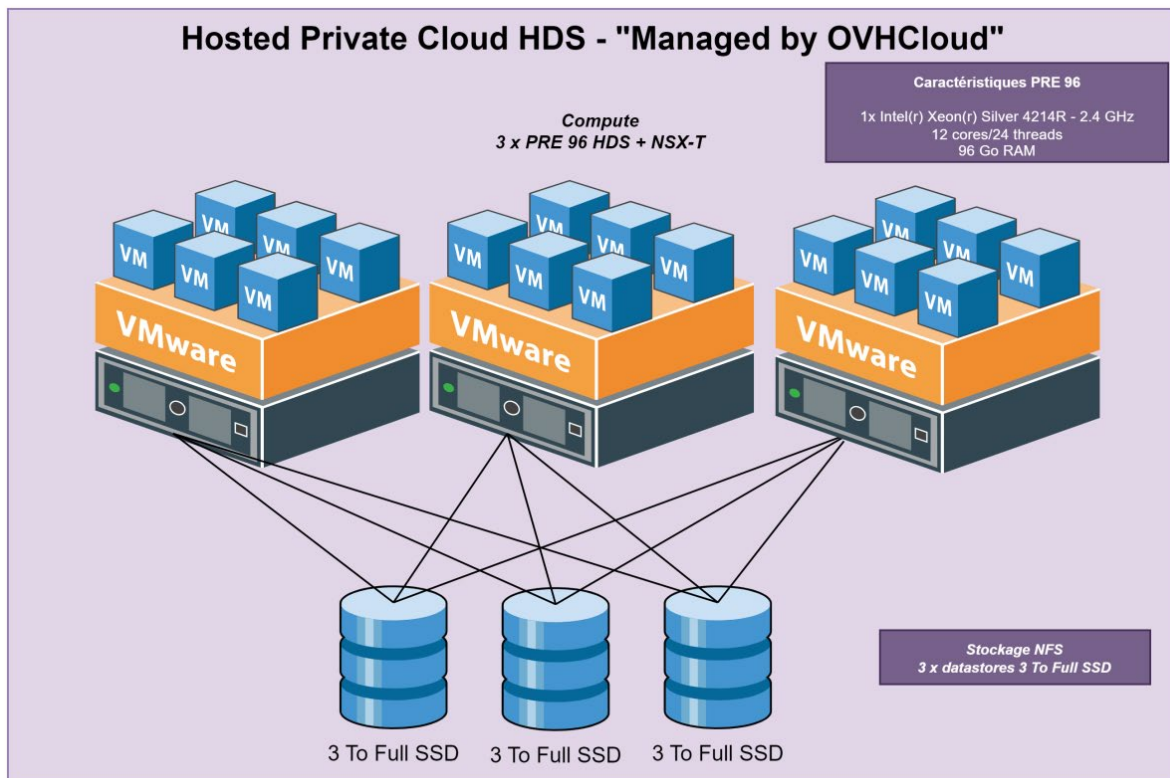 Hosted Private Cloud HDS - "Managed by OVHCloud"
Caractéristiques PRE 96
1x Intel(r) Xeon(r) Silver 4214R - 2.4 GHz
12 cores/24 threads
96 Go RAM
Compute
3 x PRE 96 HDS + NSX-T
VM
VM
VM
VM
VM
VM
VMware
VM
VM
VM
VM
VM
VM
VMware
VM
VM
VM
VM
VM
VM
VMware
Stockage NFS
3 x datastores 3 To Full SSD
3 To Full SSD
3 To Full SSD
3 To Full SSD